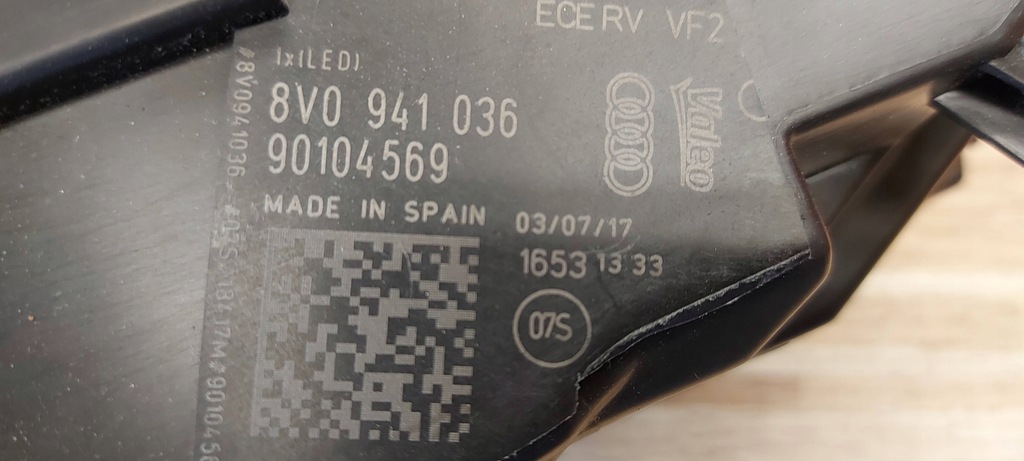 ECE RV VF2
1x(LED)
8V0 941 036
90104569
MADE IN SPAIN
03/07/17
1653 13 33
07S
Valeo
#8V0941036